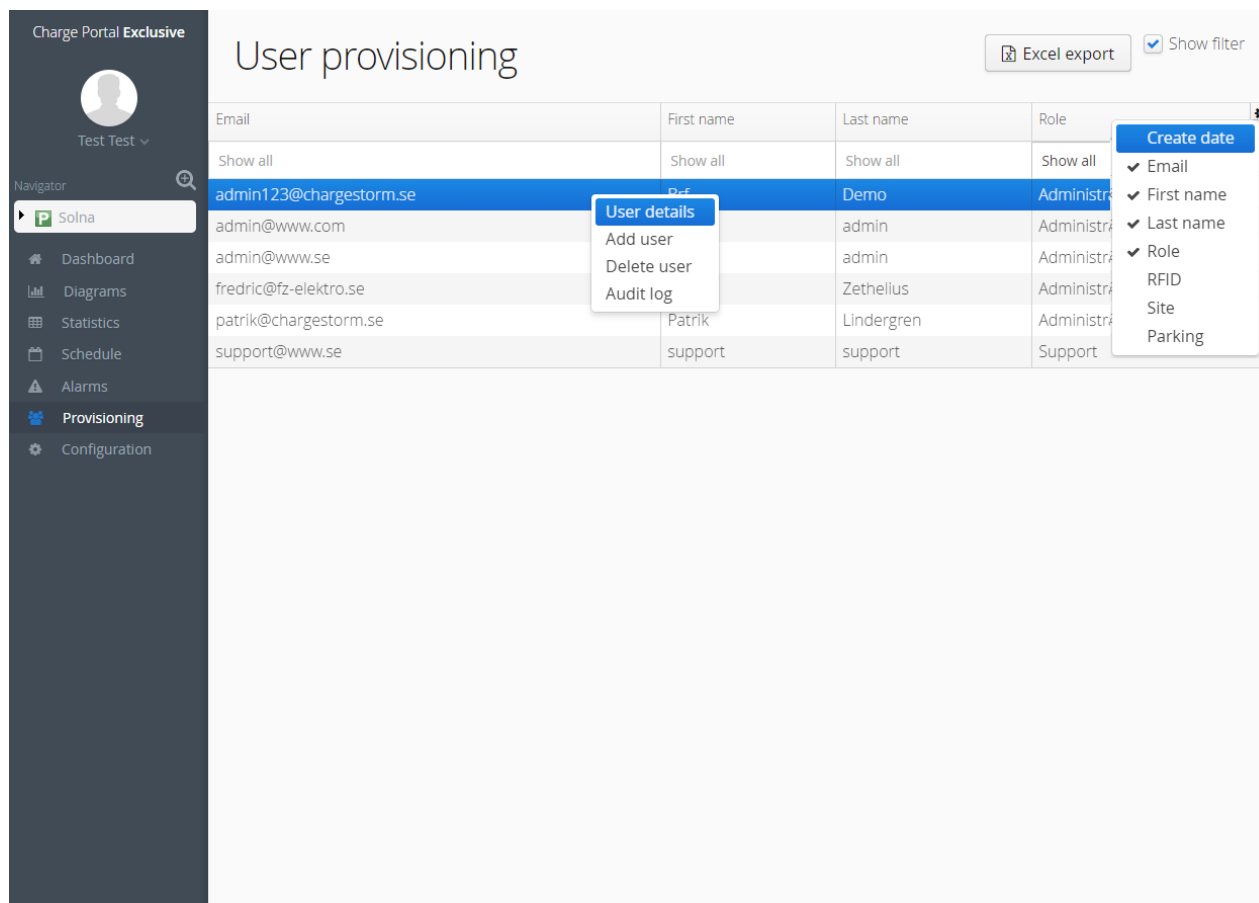 Charge Portal Exclusive
Test Test
Navigator
Solna
Dashboard
Diagrams
Statistics
Schedule
Alarms
Provisioning
Configuration
User provisioning
Excel export
Show filter
Email First name Last name Role
Show all Show all Show all Show all
admin123@chargestorm.se Brf Demo
admin@www.com admin
admin@www.se admin
fredric@fz-elektro.se Zethelius
patrik@chargestorm.se Patrik Lindergren
support@www.se support support Support
User details
Add user
Delete user
Audit log
Create date
Email
First name
Last name
Role
RFID
Site
Parking